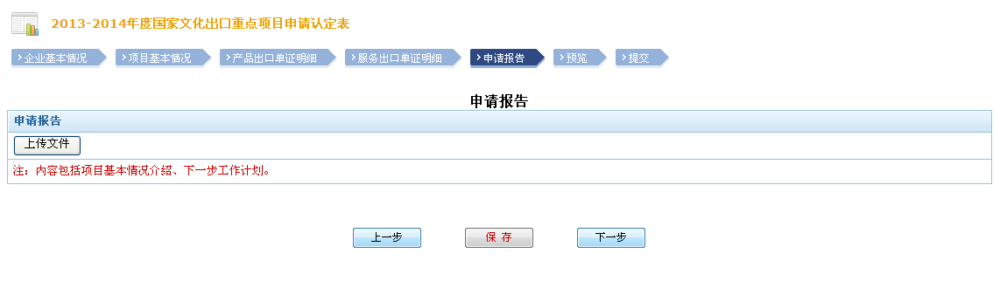 2013-2014年度国家文化出口重点项目申请认定表
企业基本情况 项目基本情况 产品出口单证明细 服务出口单证明细 申请报告 预览 提交
申请报告
申请报告
上传文件
注：内容包括项目基本情况介绍、下一步工作计划。
上一步 保 存 下一步